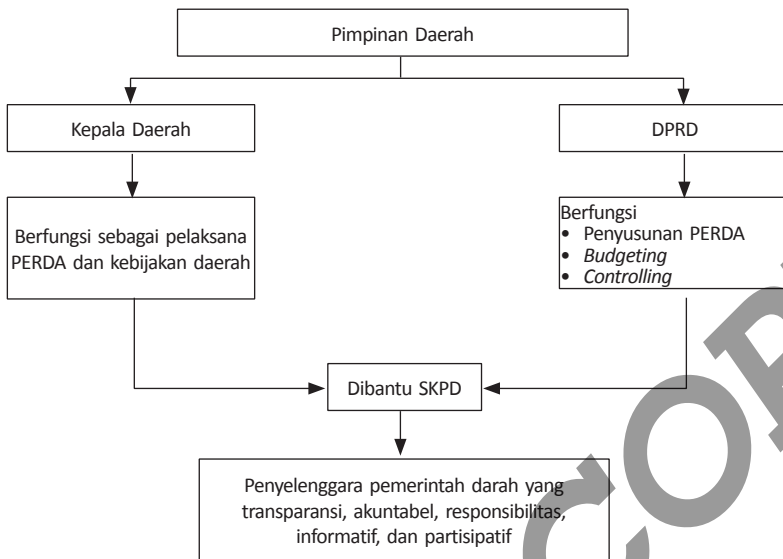 Pimpinan Daerah
Kepala Daerah
DPRD
Berfungsi sebagai pelaksana
PERDA dan kebijakan daerah
Berfungsi
• Penyusunan PERDA
• Budgeting
• Controlling
Dibantu SKPD
Penyelenggara pemerintah darah yang
transparansi, akuntabel, responsibilitas,
informatif, dan partisipatif